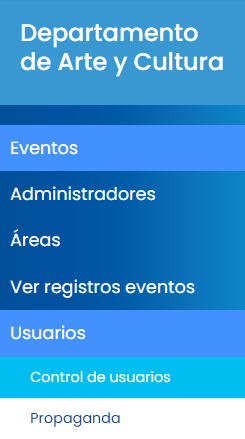 Departamento
de Arte y Cultura
Eventos
Administradores
Áreas
Ver registros eventos
Usuarios
Control de usuarios
Propaganda